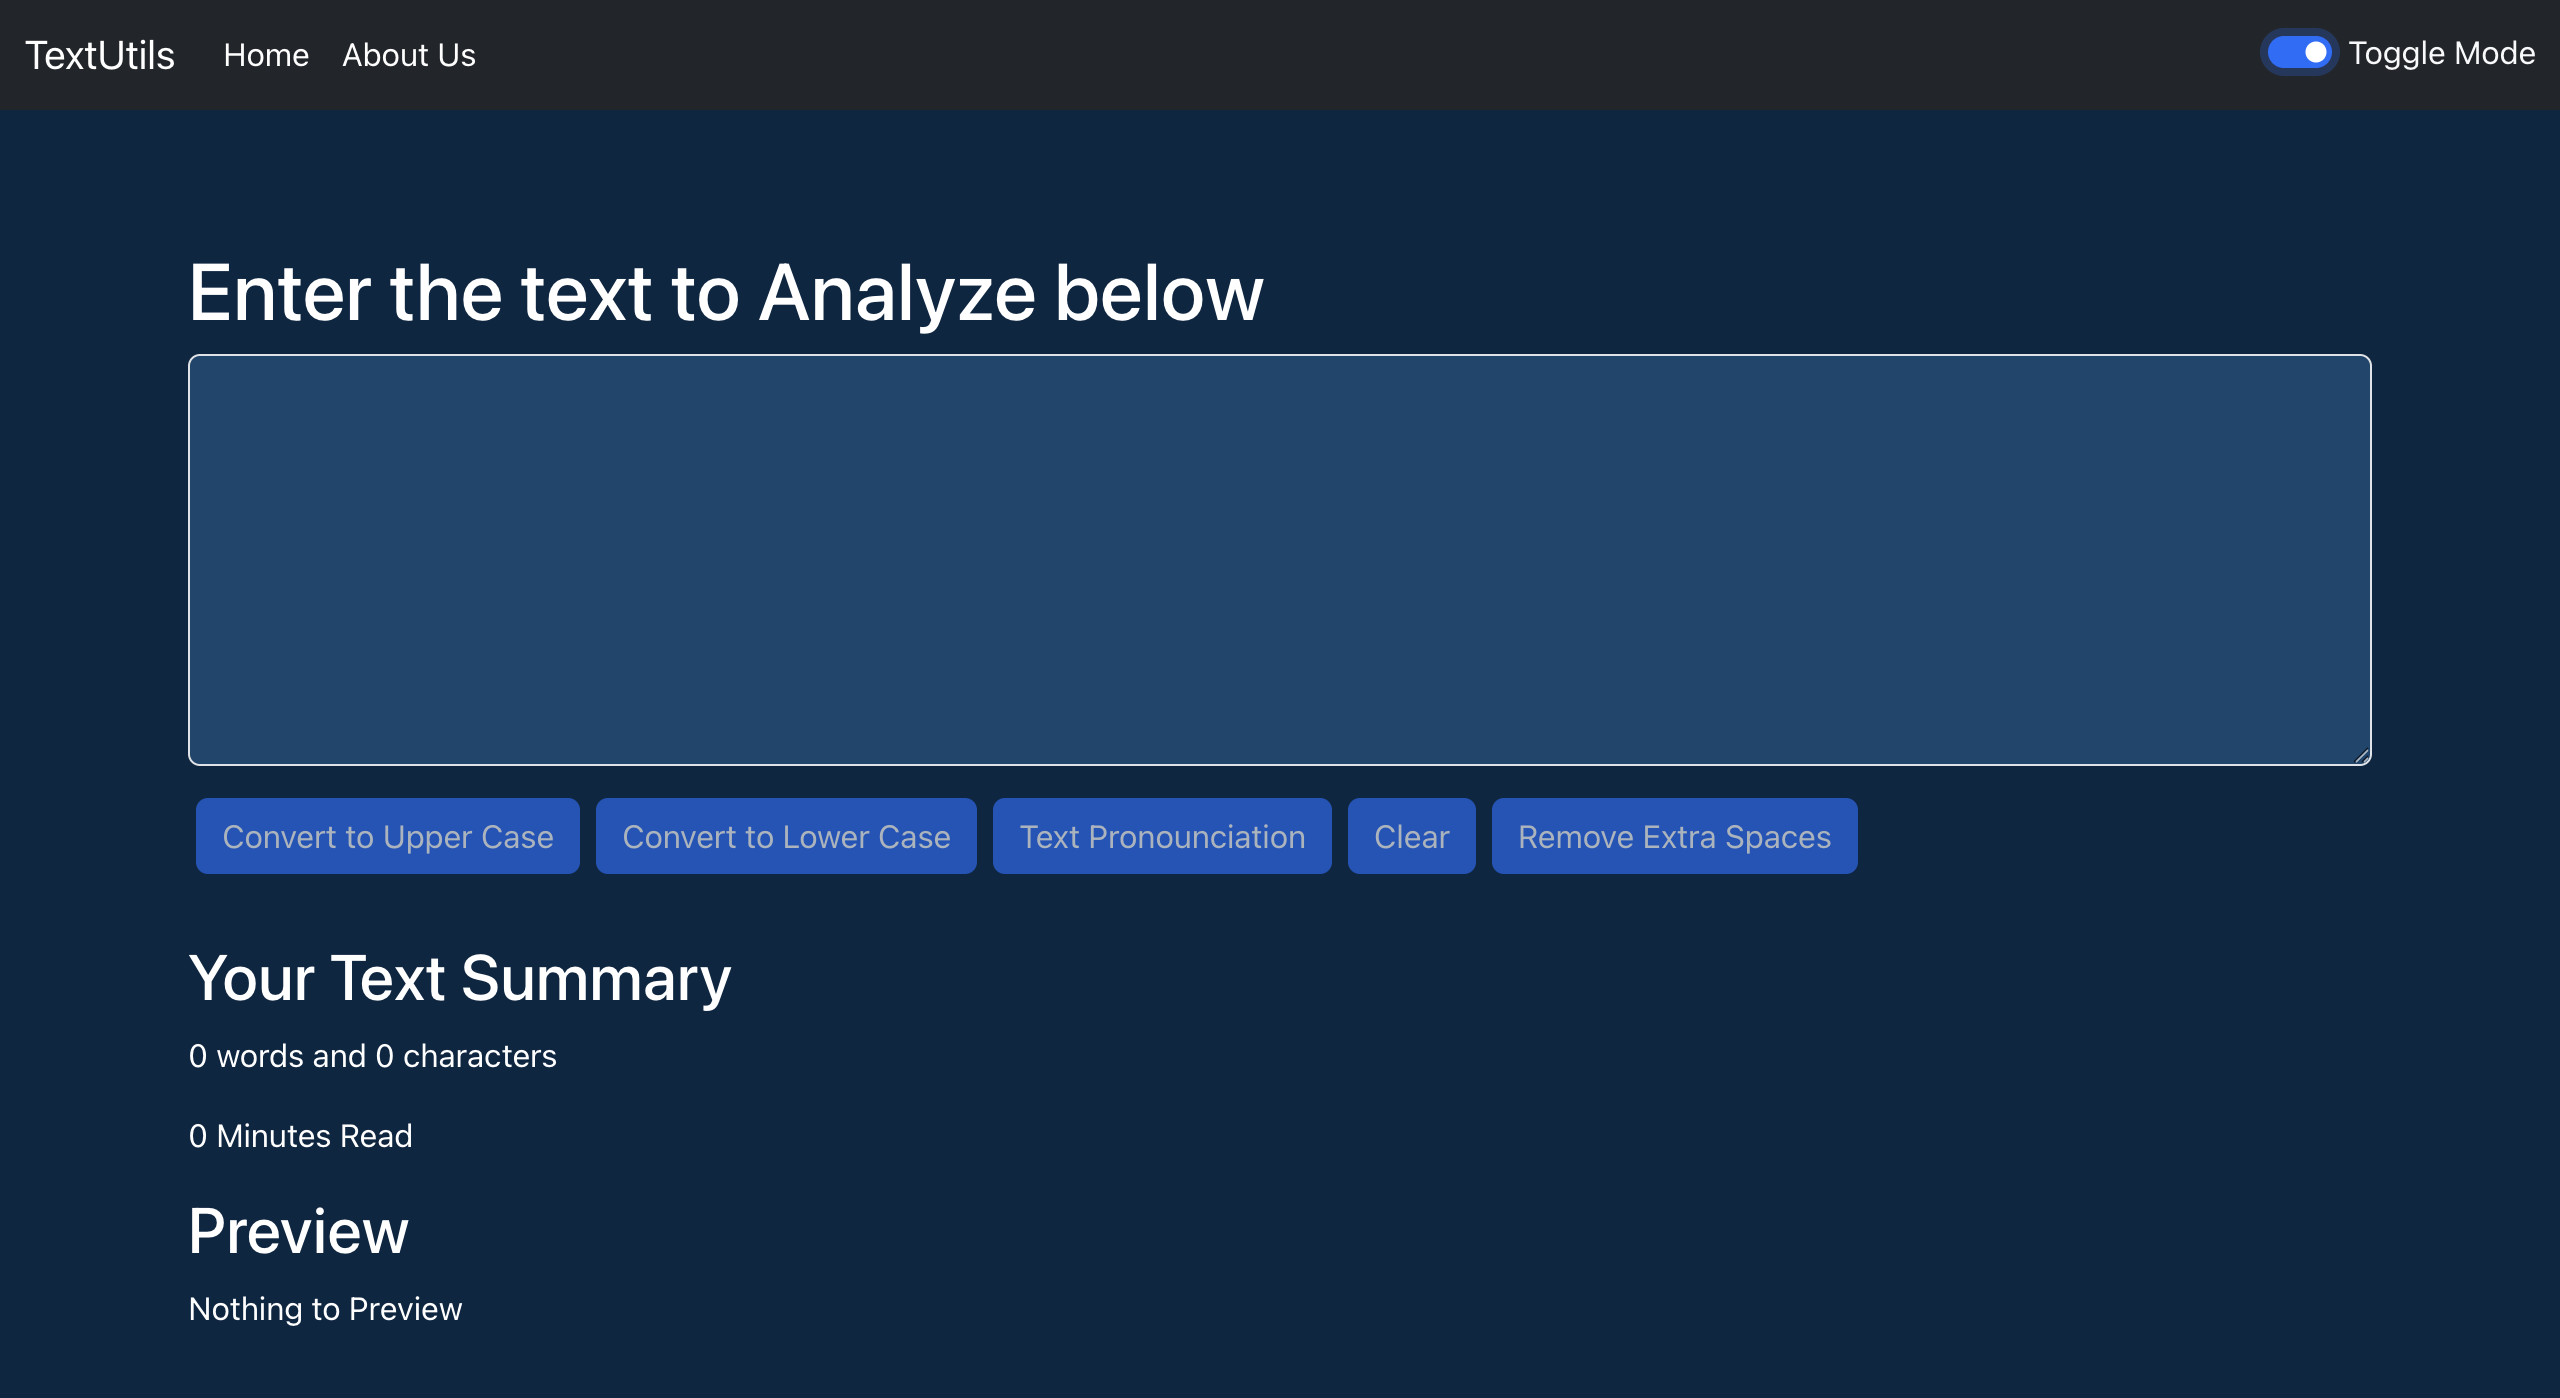 TextUtils Home About Us Toggle Mode
Enter the text to Analyze below
Convert to Upper Case Convert to Lower Case Text Pronounciation Clear Remove Extra Spaces
Your Text Summary
0 words and 0 characters
0 Minutes Read
Preview
Nothing to Preview